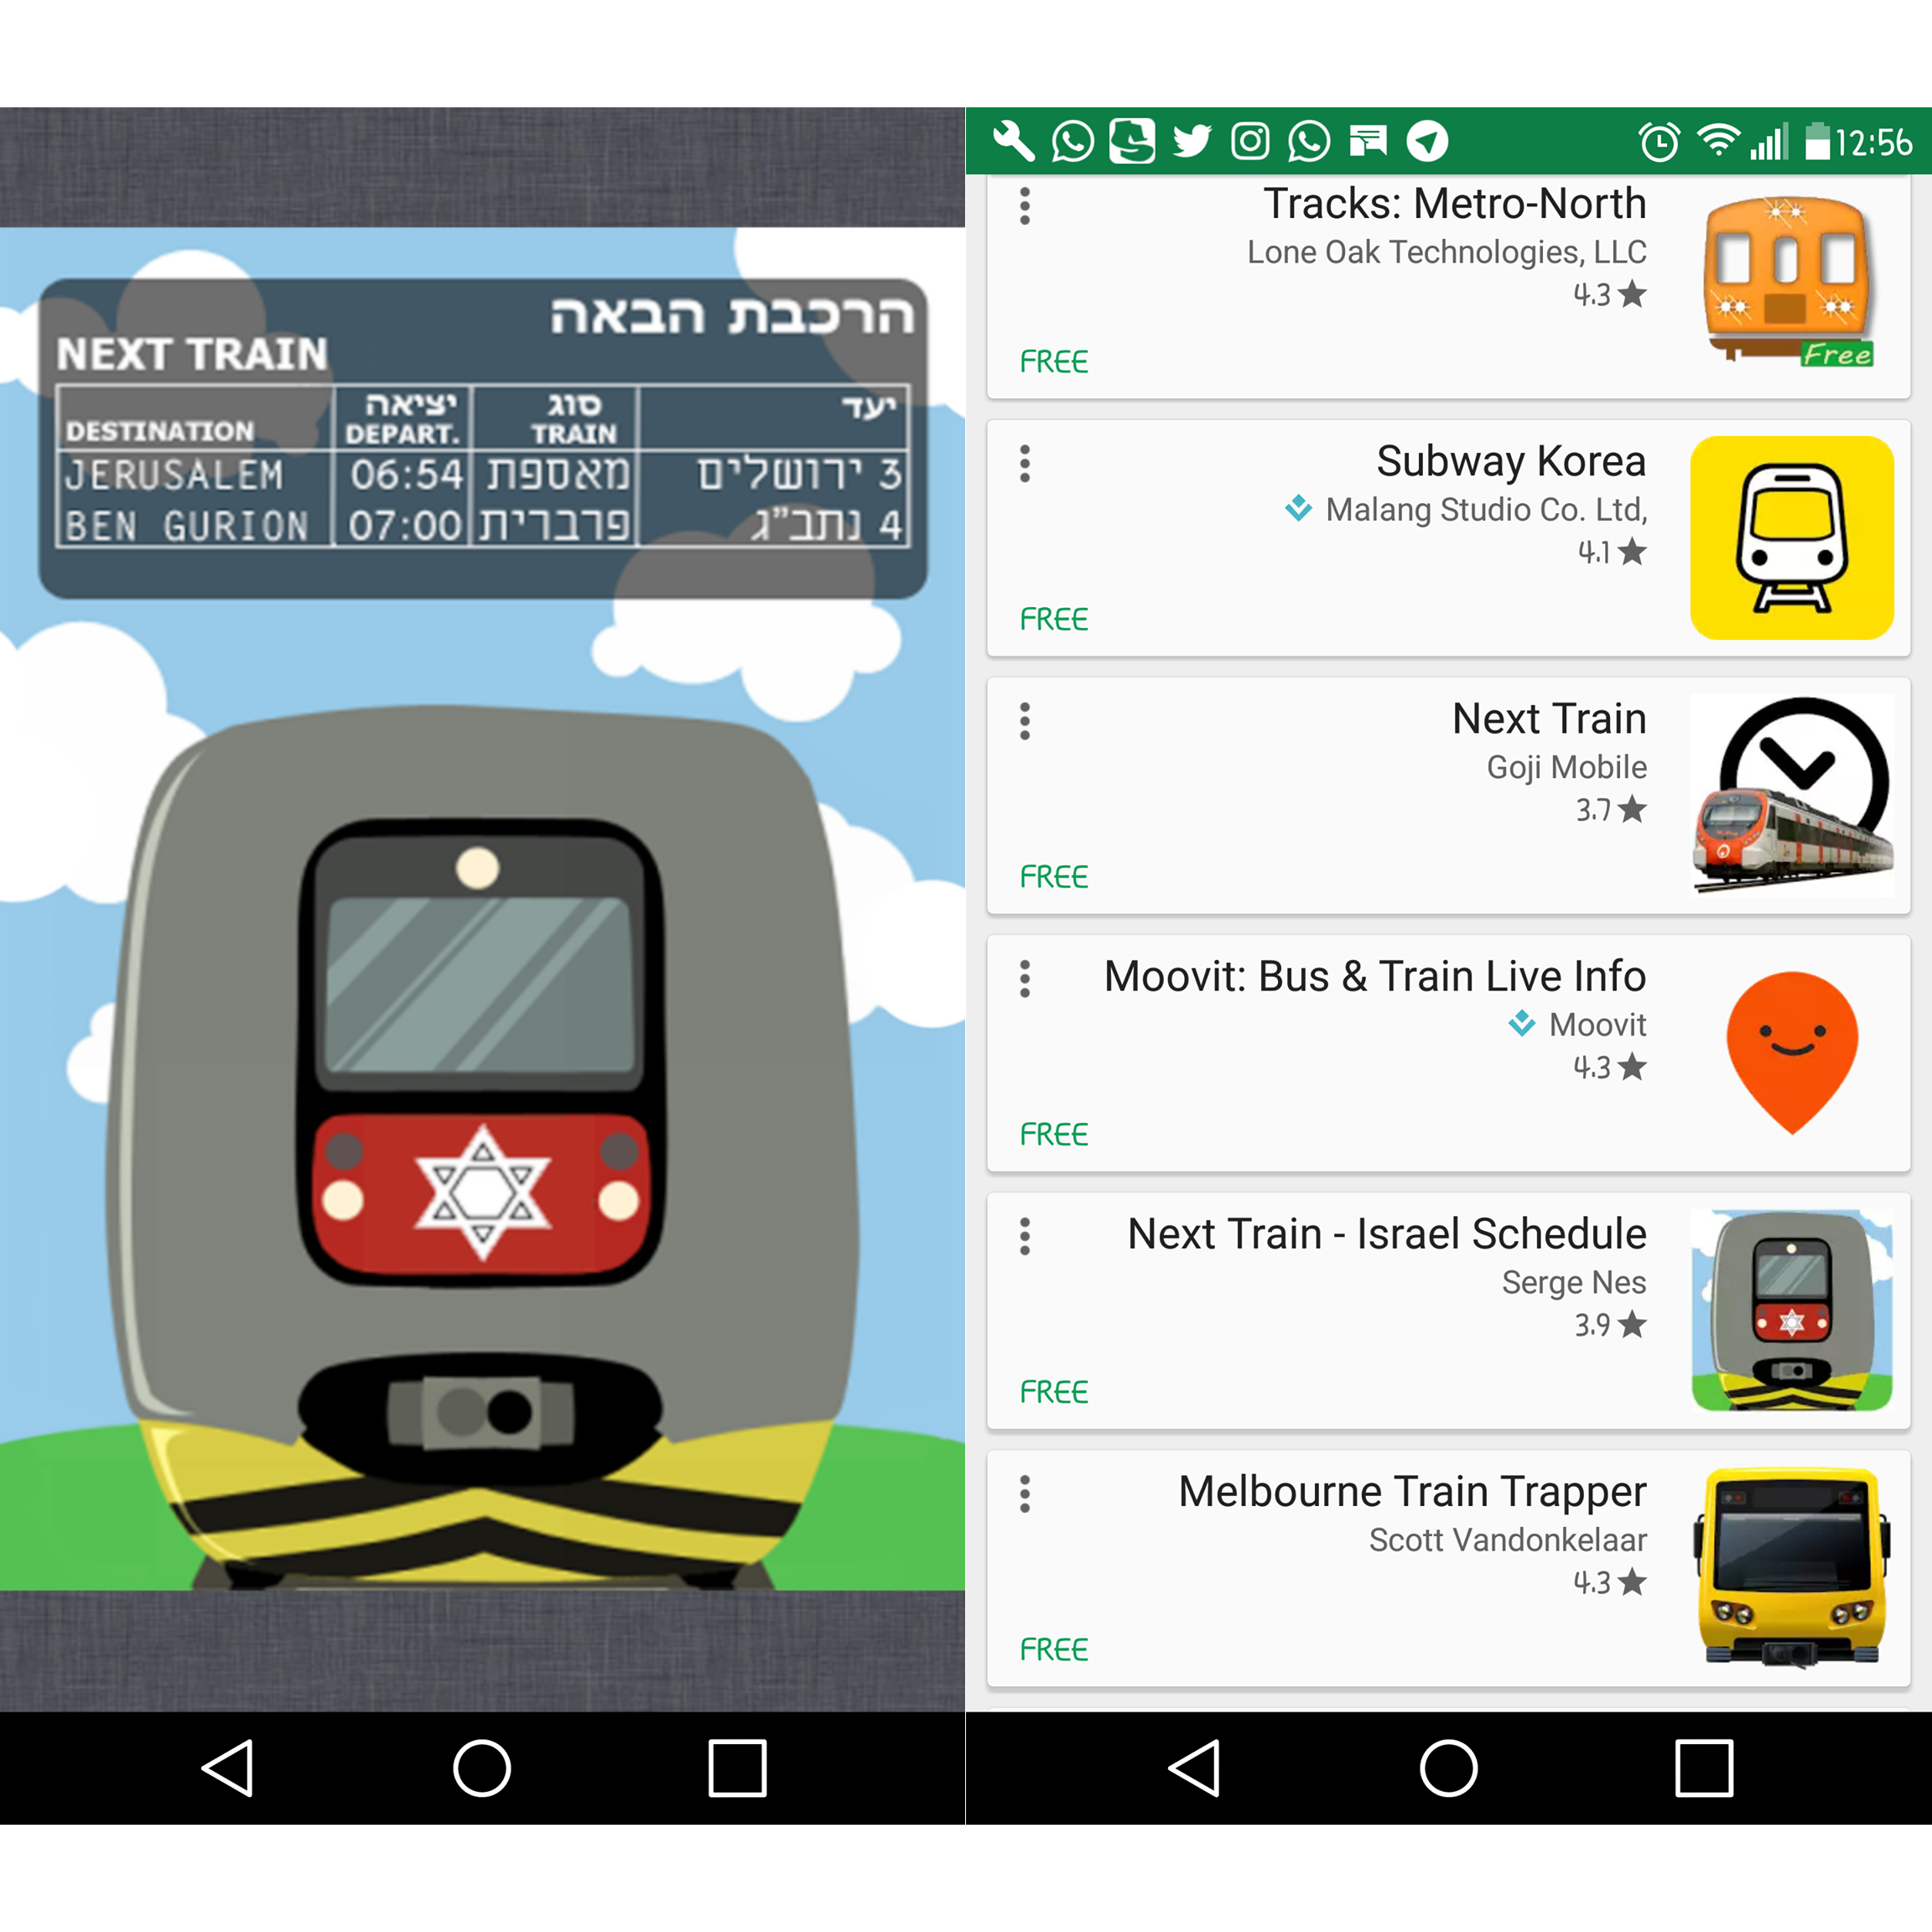 הרכבת הבאה
NEXT TRAIN
DESTINATION יציאה DEPART. סוג TRAIN יעד
JERUSALEM 06:54 מאספת 3 ירושלים
BEN GURION 07:00 פרברית 4 נתב"ג
12:56
Tracks: Metro-North
Lone Oak Technologies, LLC
4.3
FREE
Free
Subway Korea
Malang Studio Co. Ltd,
4.1
FREE
Next Train
Goji Mobile
3.7
FREE
Moovit: Bus & Train Live Info
Moovit
4.3
FREE
Next Train - Israel Schedule
Serge Nes
3.9
FREE
Melbourne Train Trapper
Scott Vandonkelaar
4.3
FREE